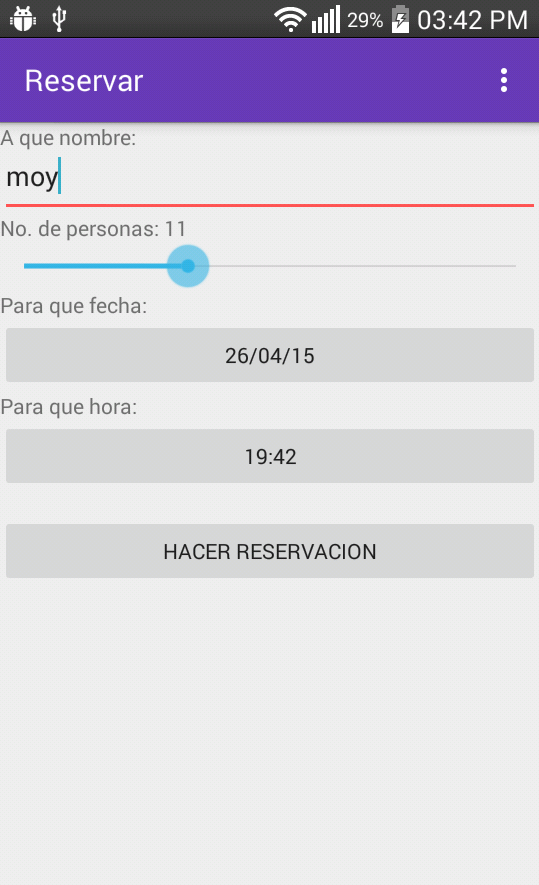 29% 03:42 PM
Reservar
A que nombre:
moy
No. de personas: 11
Para que fecha:
26/04/15
Para que hora:
19:42
HACER RESERVACION